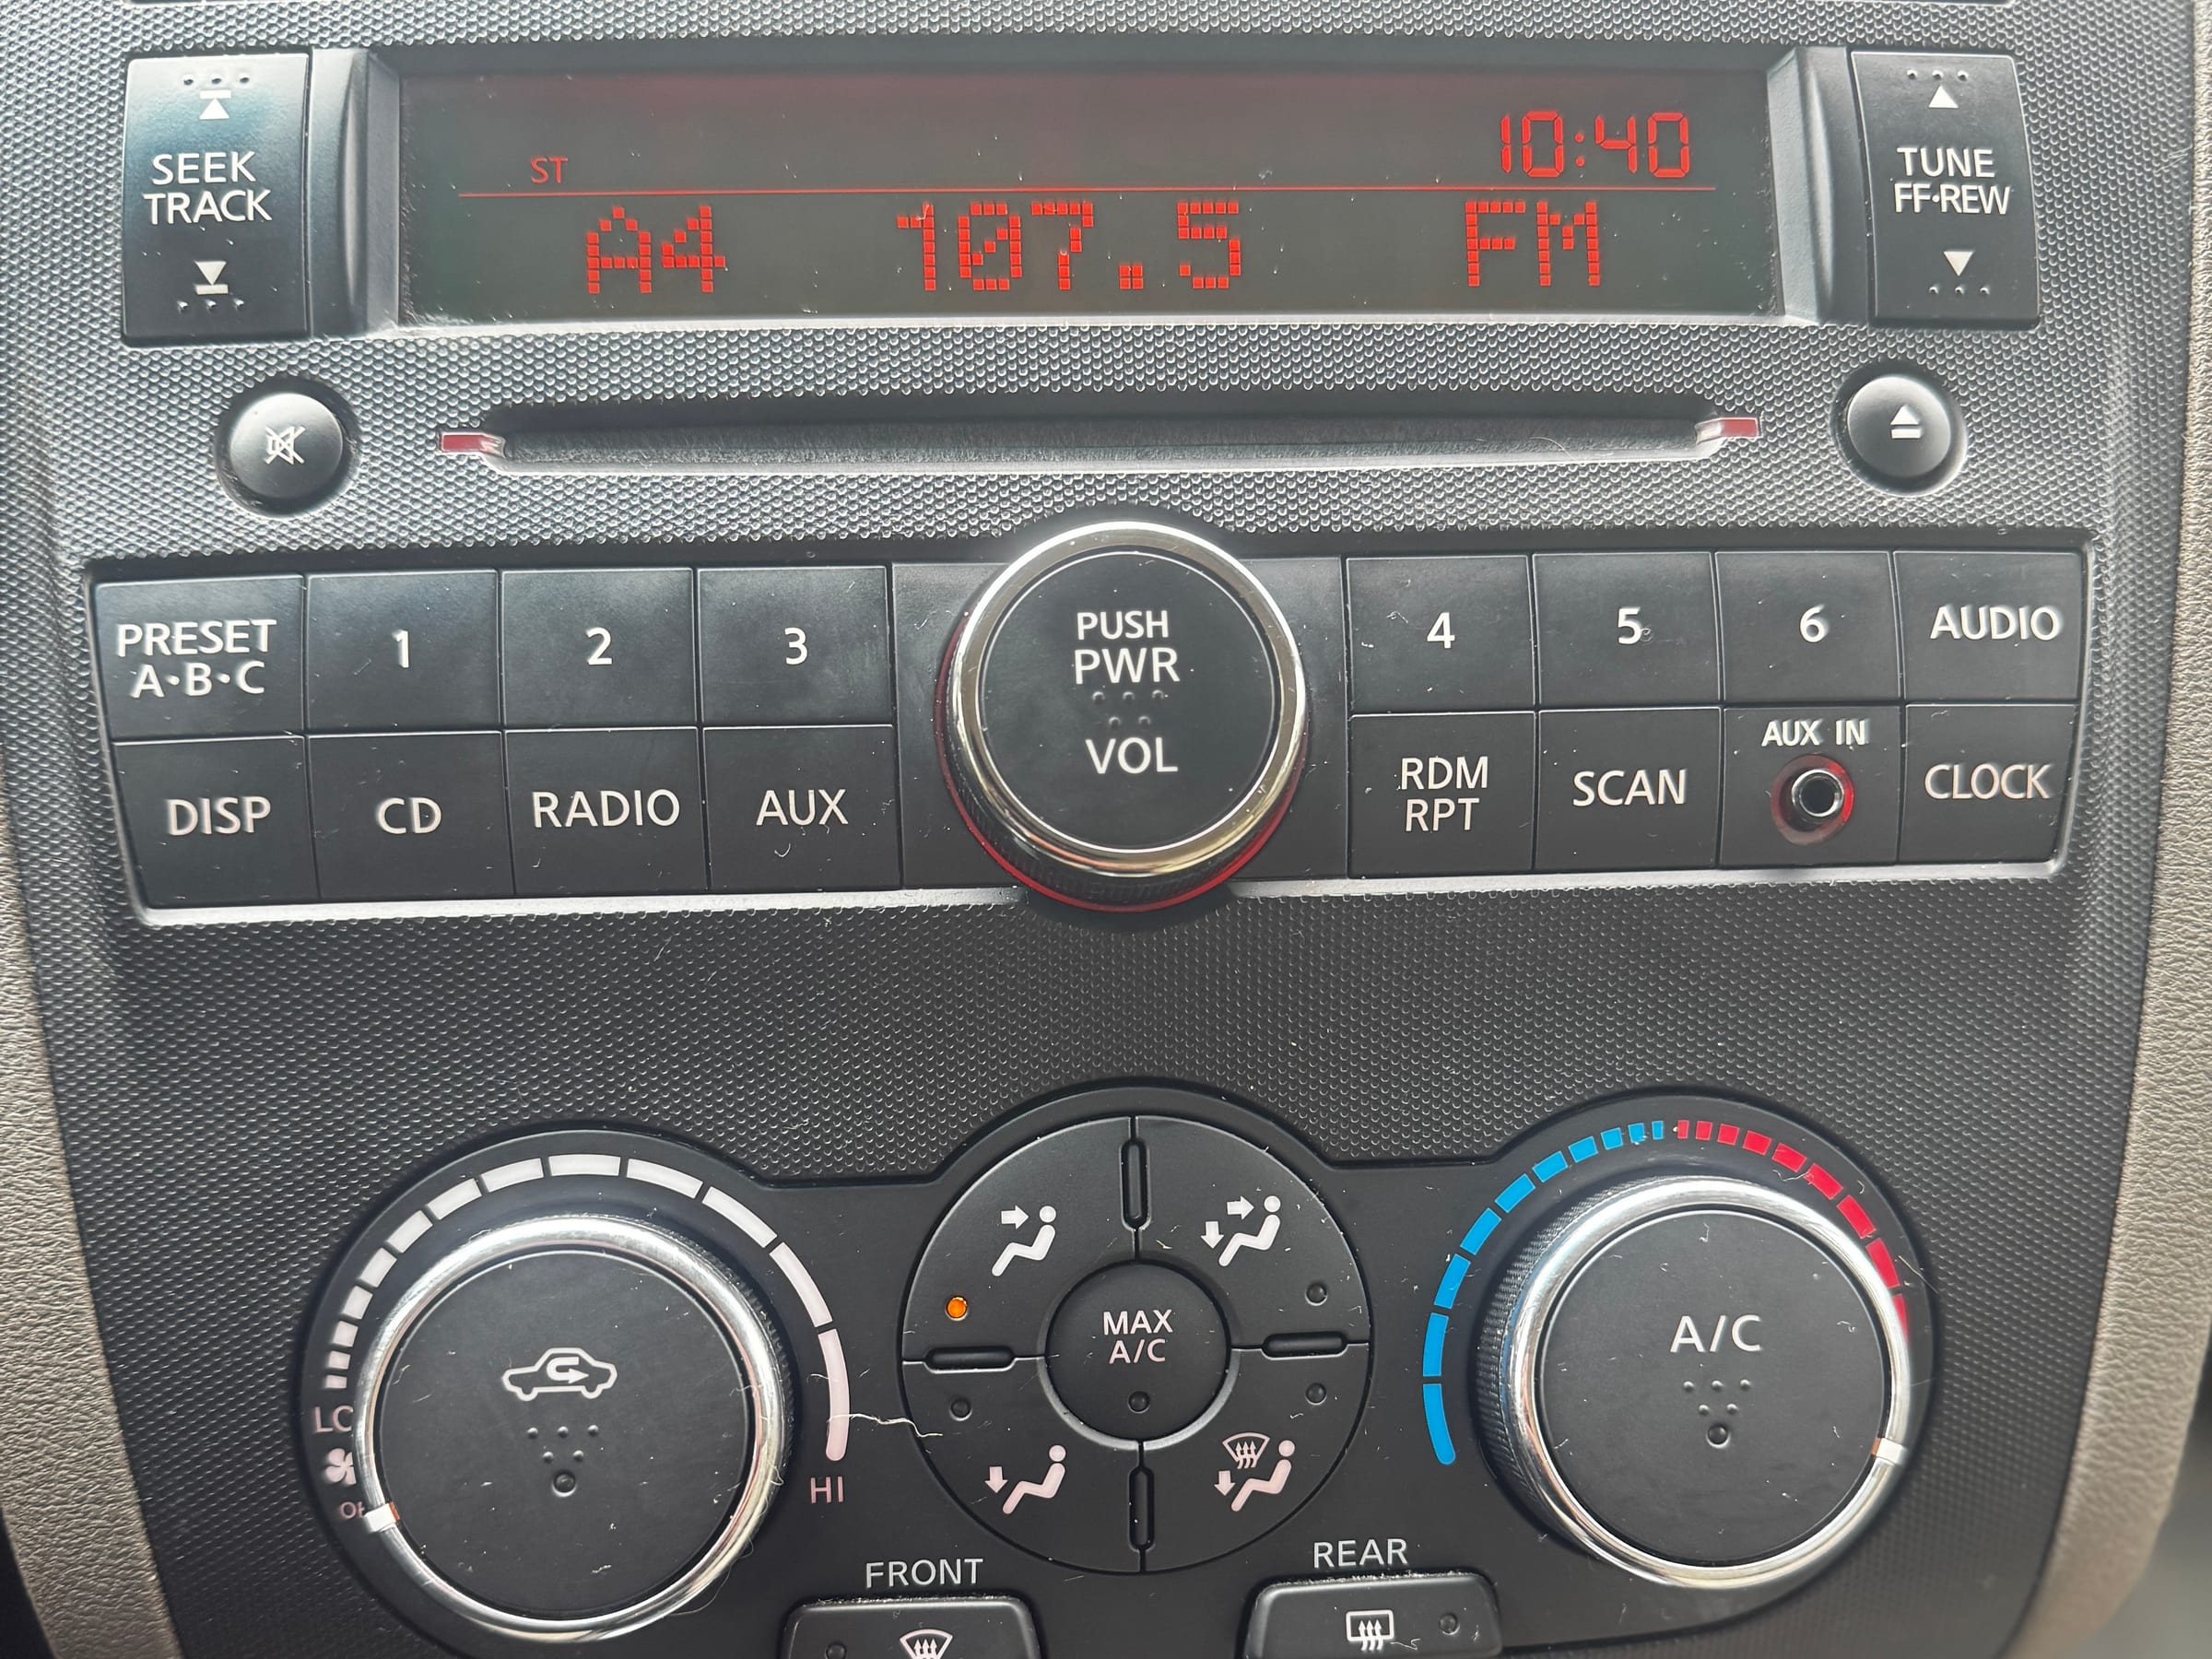 SEEK
TRACK
ST
10:40
A4 107.5 FM
TUNE
FF•REW
PRESET
A•B•C
1
2
3
PUSH
PWR
VOL
4
5
6
AUDIO
DISP
CD
RADIO
AUX
RDM
RPT
SCAN
AUX IN
CLOCK
HI
MAX
A/C
A/C
FRONT
REAR